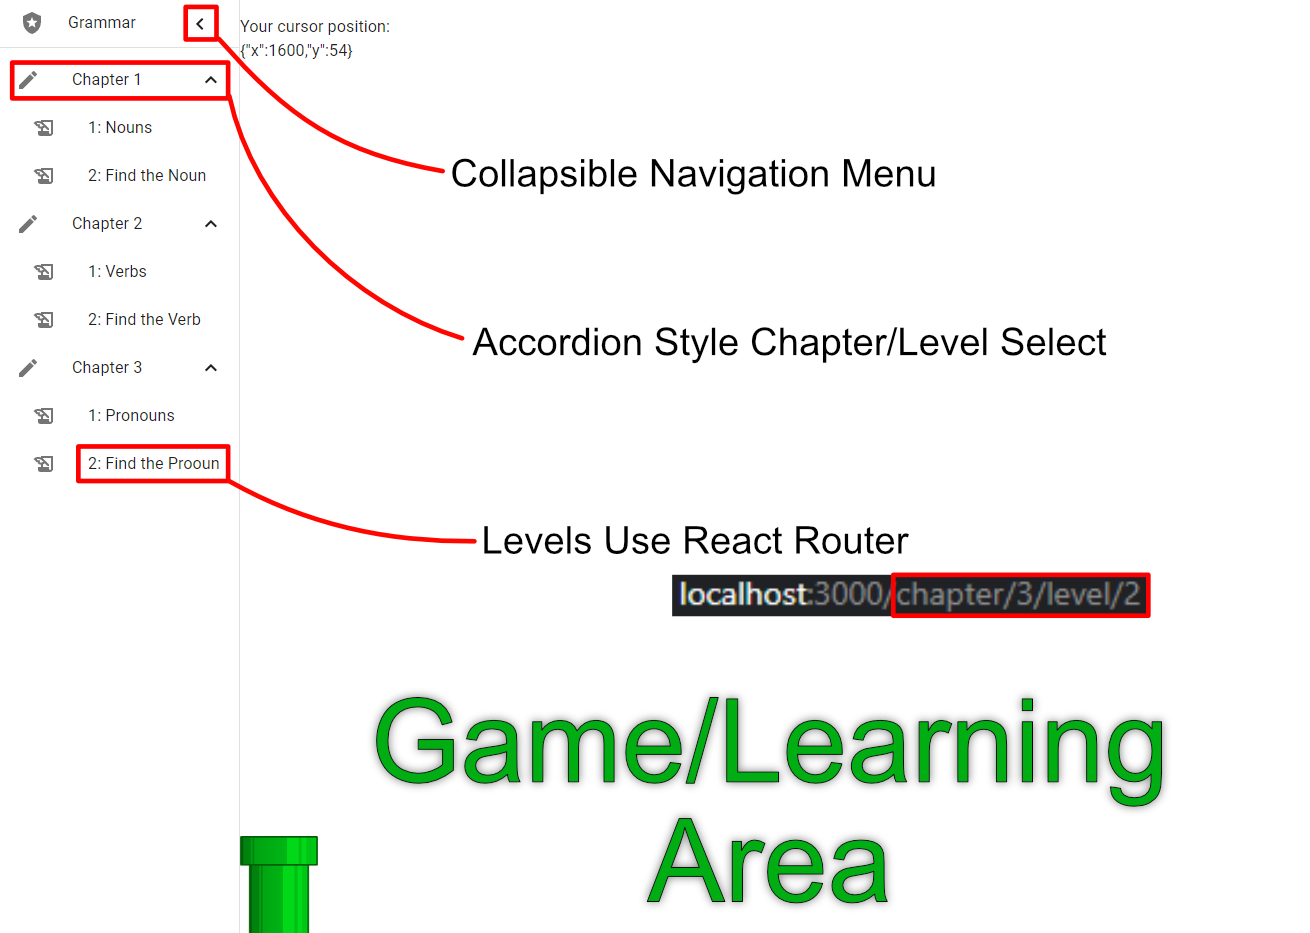 Grammar
Your cursor position:
{"x":1600,"y":54}
Chapter 1
1: Nouns
2: Find the Noun
Chapter 2
1: Verbs
2: Find the Verb
Chapter 3
1: Pronouns
2: Find the Prooun
Collapsible Navigation Menu
Accordion Style Chapter/Level Select
Levels Use React Router
localhost:3000/chapter/3/level/2
Game/Learning
Area